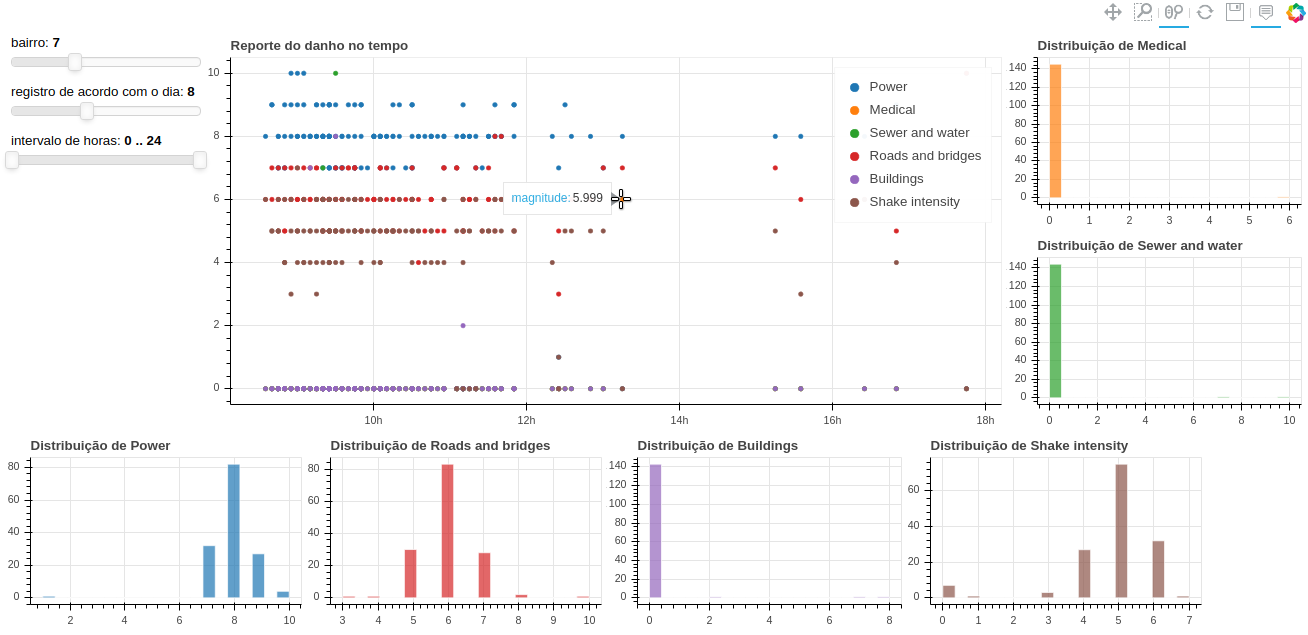 bairro: 7
registro de acordo com o dia: 8
intervalo de horas: 0 .. 24
Reporte do danho no tempo
10
8
6
4
2
0
10h
12h
14h
16h
18h
magnitude: 5.999
Power
Medical
Sewer and water
Roads and bridges
Buildings
Shake intensity
Distribuição de Medical
140
120
100
80
60
40
20
0
0 1 2 3 4 5 6
Distribuição de Sewer and water
140
120
100
80
60
40
20
0
0 2 4 6 8 10
Distribuição de Power
80
60
40
20
0
2 4 6 8 10
Distribuição de Roads and bridges
80
60
40
20
0
3 4 5 6 7 8 9 10
Distribuição de Buildings
140
120
100
80
60
40
20
0
0 2 4 6 8
Distribuição de Shake intensity
60
40
20
0
0 1 2 3 4 5 6 7